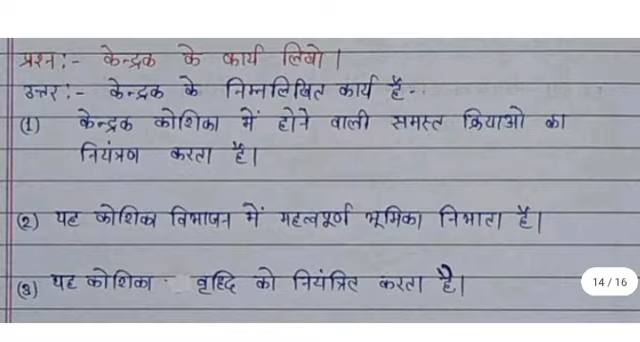 प्रश्न:- केन्द्रक के कार्य लिखो।
उत्तर:- केन्द्रक के निम्नलिखित कार्य है-
(1) केन्द्रक कोशिका में होने वाली समस्त क्रियाओ का
नियंत्रण करता है।
(2) यह कोशिका विभाजन में महत्वपूर्ण भूमिका निभाता है।
(3) यह कोशिका वृद्धि को नियंत्रित करता है।
14 / 16